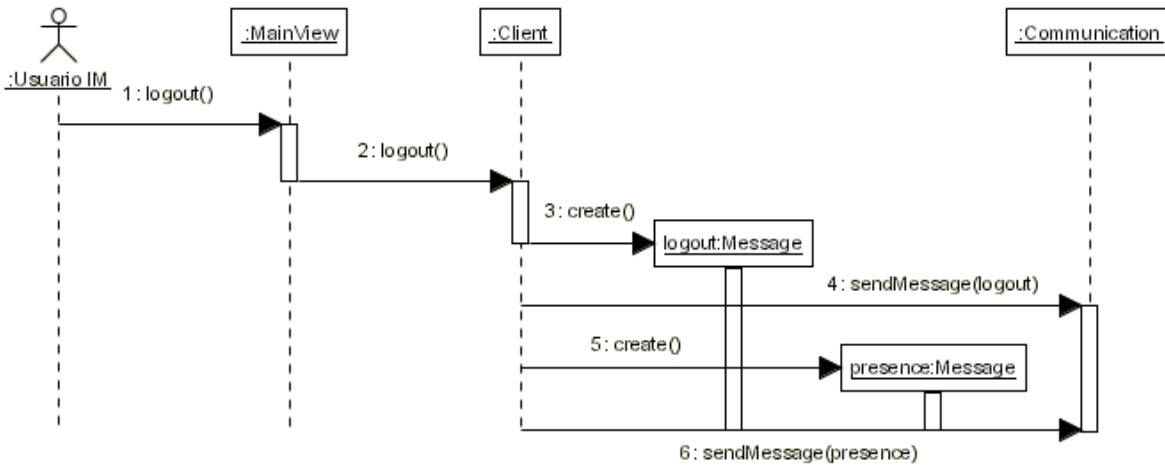 :MainView
:Client
:Communication
:Usuario IM
1 : logout()
2 : logout()
3 : create()
logout:Message
4 : sendMessage(logout)
5 : create()
presence:Message
6 : sendMessage(presence)